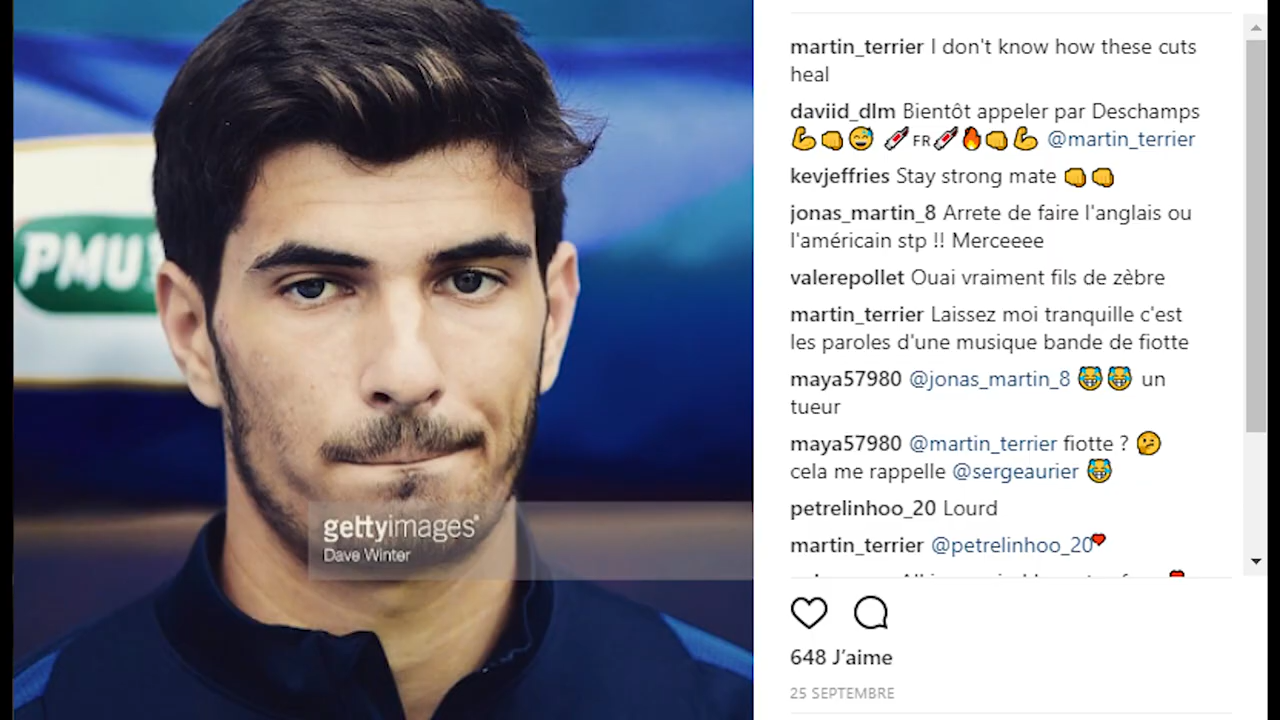 PMU
gettyimages®
Dave Winter
martin_terrier I don't know how these cuts
heal
daviid_dlm Bientôt appeler par Deschamps
💪👊😅 💉FR💉🔥👊💪 @martin_terrier
kevjeffries Stay strong mate 👊👊
jonas_martin_8 Arrete de faire l'anglais ou
l'américain stp !! Merceeee
valerepollet Ouai vraiment fils de zèbre
martin_terrier Laissez moi tranquille c'est
les paroles d'une musique bande de fiotte
maya57980 @jonas_martin_8 😹😹 un
tueur
maya57980 @martin_terrier fiotte ? 🤔
cela me rappelle @sergeaurier 😹
petrelinhoo_20 Lourd
martin_terrier @petrelinhoo_20❤
648 J'aime
25 SEPTEMBRE